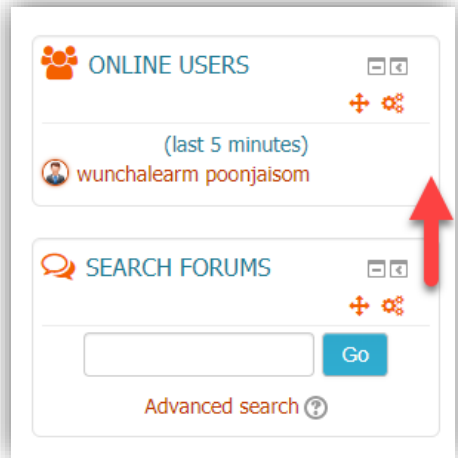 ONLINE USERS
(last 5 minutes)
wunchalearm poonjaisom
SEARCH FORUMS
Go
Advanced search